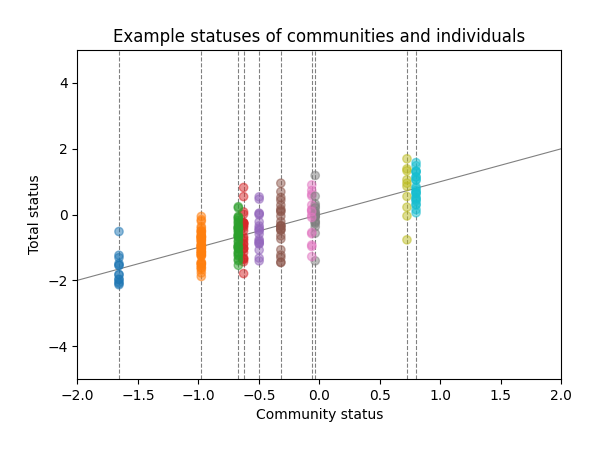 Example statuses of communities and individuals
Total status
4
2
0
−2
−4
−2.0 −1.5 −1.0 −0.5 0.0 0.5 1.0 1.5 2.0
Community status